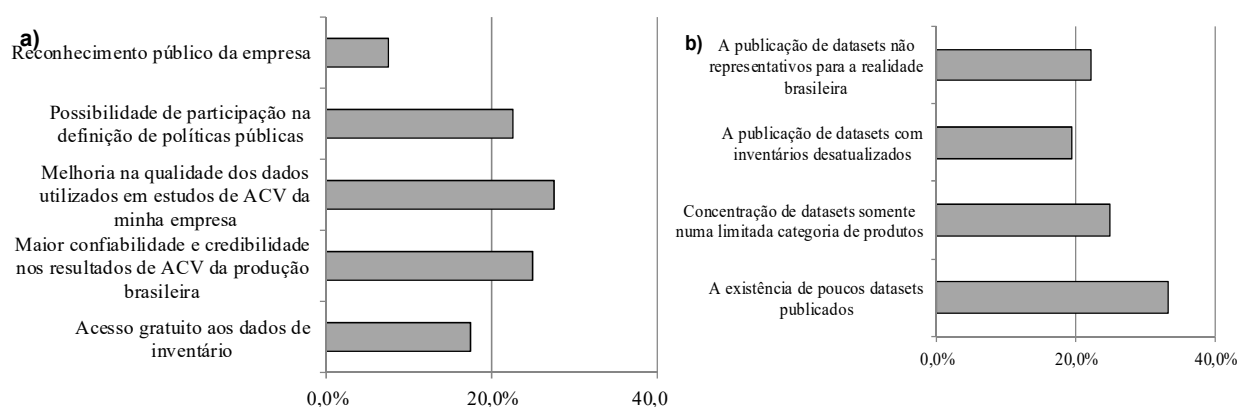 a)
Reconhecimento público da empresa
Possibilidade de participação na
definição de políticas públicas
Melhoria na qualidade dos dados
utilizados em estudos de ACV da
minha empresa
Maior confiabilidade e credibilidade
nos resultados de ACV da produção
brasileira
Acesso gratuito aos dados de
inventário
0,0%
20,0%
40,0
b)
A publicação de datasets não
representativos para a realidade
brasileira
A publicação de datasets com
inventários desatualizados
Concentração de datasets somente
numa limitada categoria de produtos
A existência de poucos datasets
publicados
0,0%
20,0%
40,0%